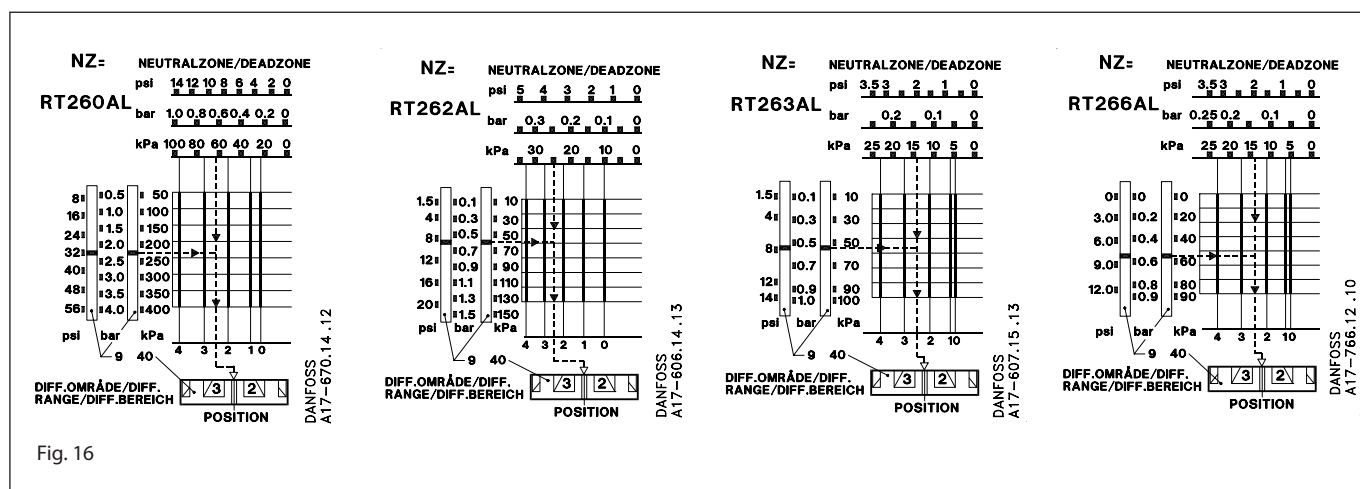 NZ=
NEUTRALZONE/DEADZONE
psi 14 12 10 8 6 4 2 0
RT260AL
bar 1.0 0.8 0.6 0.4 0.2 0
kPa 100 80 60 40 20 0
8 0.5 50
16 1.0 100
1.5 150
24 2.0 200
32 2.5 250
40 3.0 300
48 3.5 350
56 4.0 400
psi bar kPa 4 3 2 1 0
9 40
DIFF.OMRÅDE/DIFF.
RANGE/DIFF.BEREICH
3 2
POSITION
DANFOSS
A17-670.14.12
NZ=
NEUTRALZONE/DEADZONE
psi 5 4 3 2 1 0
RT262AL
bar 0.3 0.2 0.1 0
kPa 30 20 10 0
1.5 0.1 10
4 0.3 30
8 0.5 50
0.7 70
12 0.9 90
16 1.1 110
20 1.3 130
1.5 150
psi bar kPa 4 3 2 1 0
9 40
DIFF.OMRÅDE/DIFF.
RANGE/DIFF.BEREICH
3 2
POSITION
DANFOSS
A17-606.14.13
NZ=
NEUTRALZONE/DEADZONE
psi 3.5 3 2 1 0
RT263AL
bar 0.2 0.1 0
kPa 25 20 15 10 5 0
1.5 0.1 10
4 0.3 30
8 0.5 50
0.7 70
12 0.9 90
14 1.0 100
psi bar kPa 4 3 2 1 0
9 40
DIFF.OMRÅDE/DIFF.
RANGE/DIFF.BEREICH
3 2
POSITION
DANFOSS
A17-607.15.13
NZ=
NEUTRALZONE/DEADZONE
psi 3.5 3 2 1 0
RT266AL
bar 0.25 0.2 0.1 0
kPa 25 20 15 10 5 0
0 0 0
3.0 0.2 20
6.0 0.4 40
9.0 0.6 60
12.0 0.8 80
0.9 90
psi bar kPa 4 3 2 1 0
9 40
DIFF.OMRÅDE/DIFF.
RANGE/DIFF.BEREICH
3 2
POSITION
DANFOSS
A17-766.12.10
Fig. 16